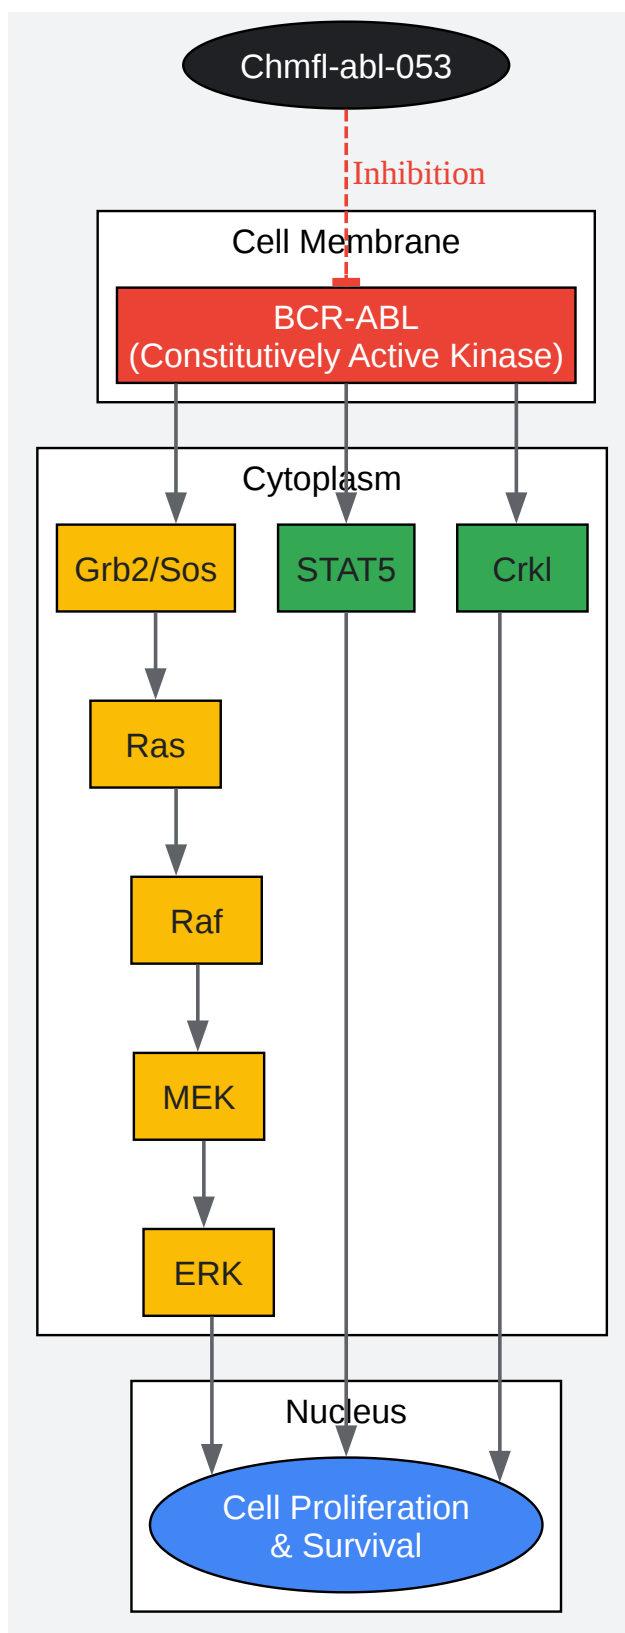 Chmfl-abl-053
Inhibition
Cell Membrane
BCR-ABL
(Constitutively Active Kinase)
Cytoplasm
Grb2/Sos
STAT5
Crkl
Ras
Raf
MEK
ERK
Nucleus
Cell Proliferation
& Survival